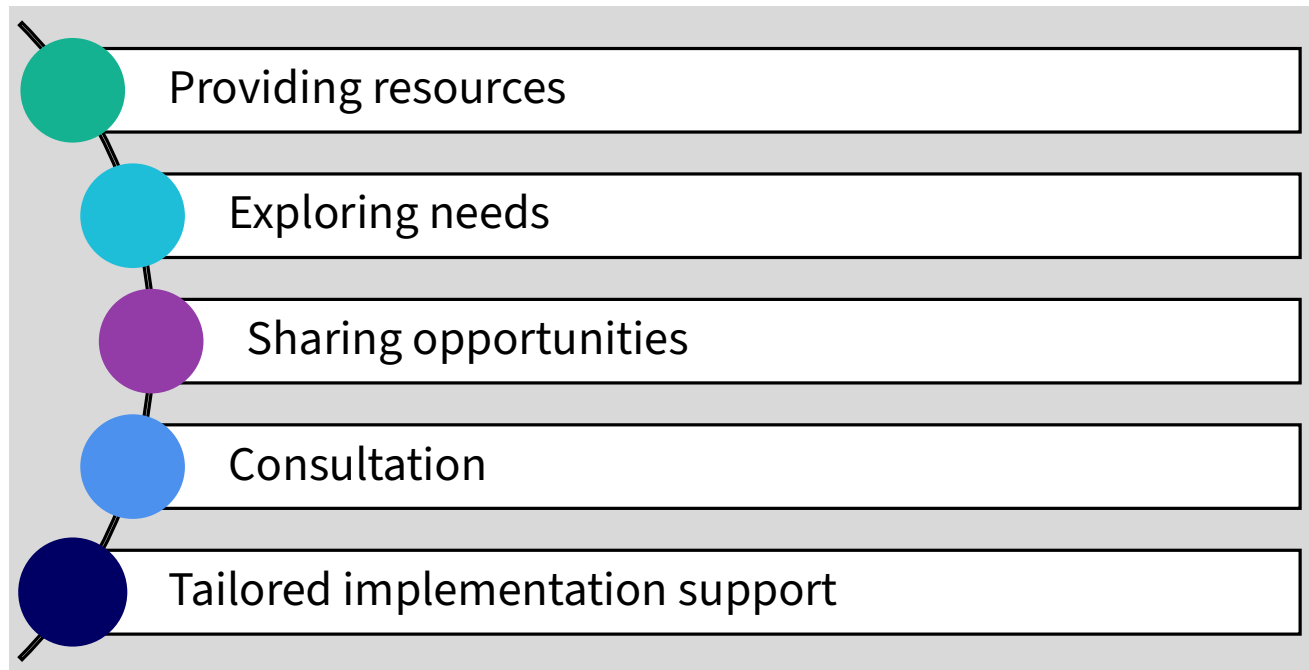 Providing resources
Exploring needs
Sharing opportunities
Consultation
Tailored implementation support